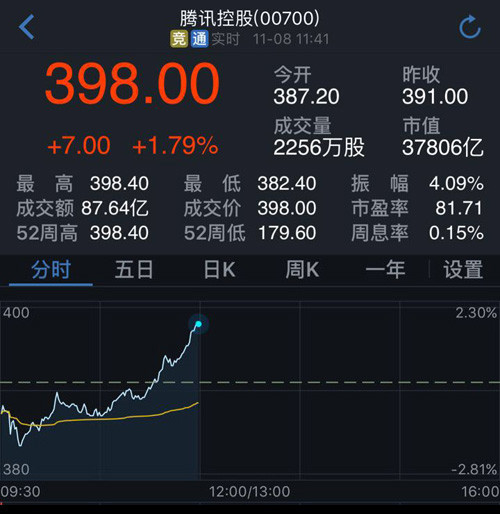 腾讯控股(00700)
竞 通 实时 11-08 11:41
398.00
+7.00 +1.79%
今开 昨收
387.20 391.00
成交量 市值
2256万股 37806亿
最高 398.40 最低 382.40 振幅 4.09%
成交额 87.64亿 成交价 398.00 市盈率 81.71
52周高 398.40 52周低 179.60 周息率 0.15%
分时 五日 日K 周K 一年 设置
400 2.30%
380 -2.81%
09:30 12:00/13:00 16:00